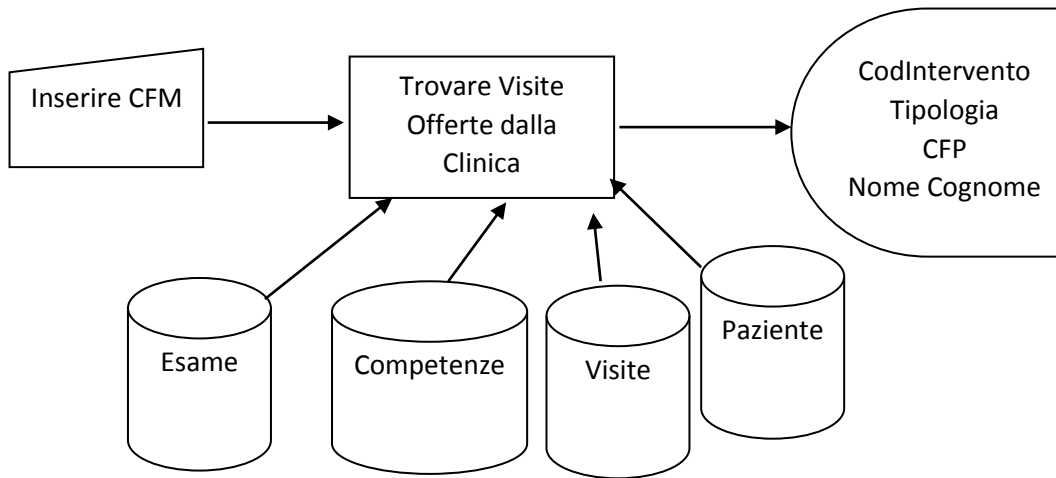 Inserire CFM
Trovare Visite
Offerte dalla
Clinica
CodIntervento
Tipologia
CFP
Nome Cognome
Esame
Competenze
Visite
Paziente